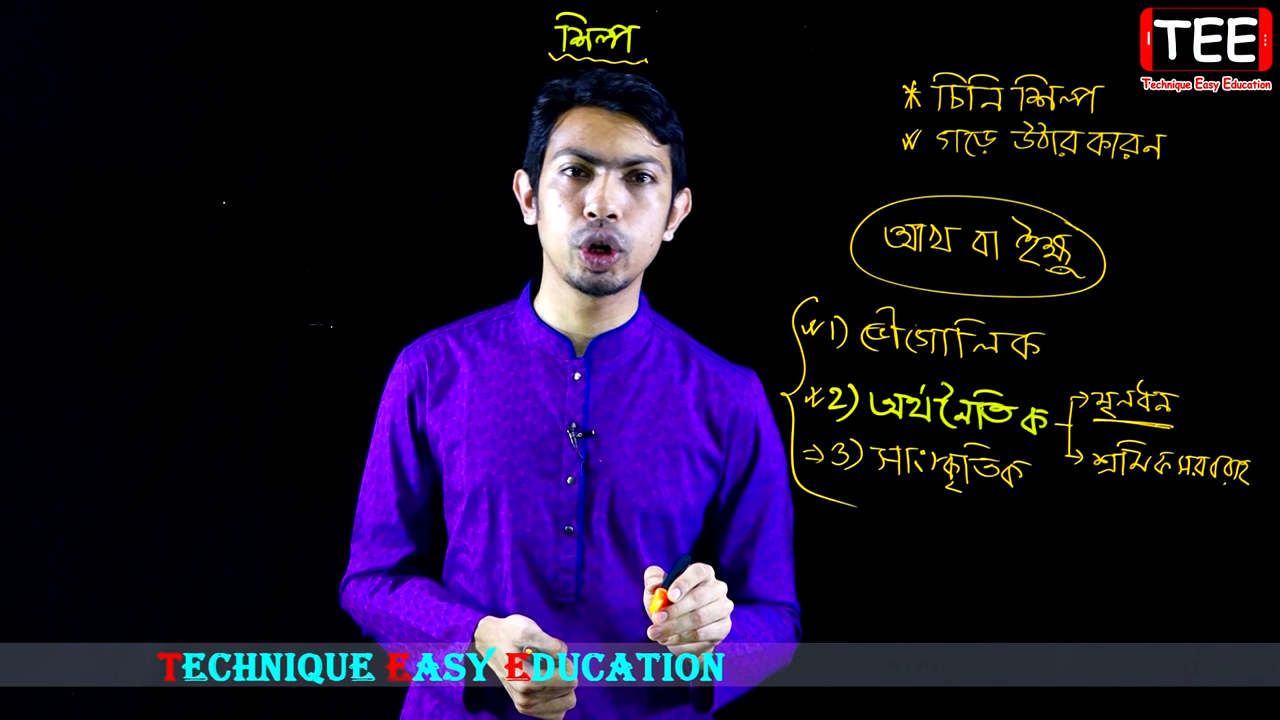 শিল্প
TEE
Technique Easy Education
* চিনি শিল্প
* গড়ে উঠার কারন
আখ বা ইক্ষু
* 1) ভৌগোলিক
* 2) অর্থনৈতিক → মূলধন
→ শ্রমিক সরবরাহ
→ 3) সাংস্কৃতিক
TECHNIQUE EASY EDUCATION